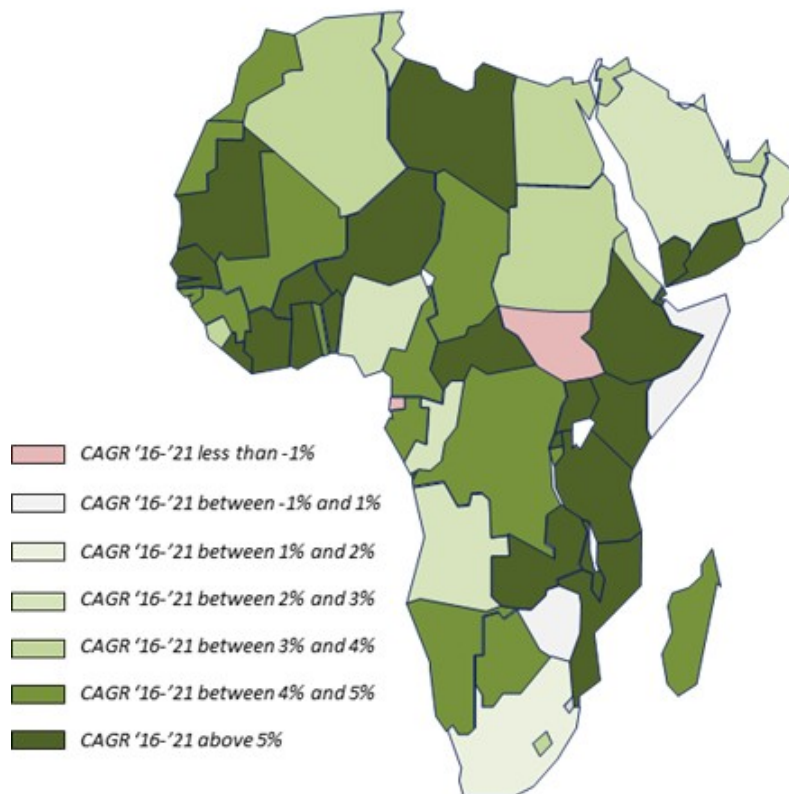 CAGR '16-'21 less than -1%
CAGR '16-'21 between -1% and 1%
CAGR '16-'21 between 1% and 2%
CAGR '16-'21 between 2% and 3%
CAGR '16-'21 between 3% and 4%
CAGR '16-'21 between 4% and 5%
CAGR '16-'21 above 5%